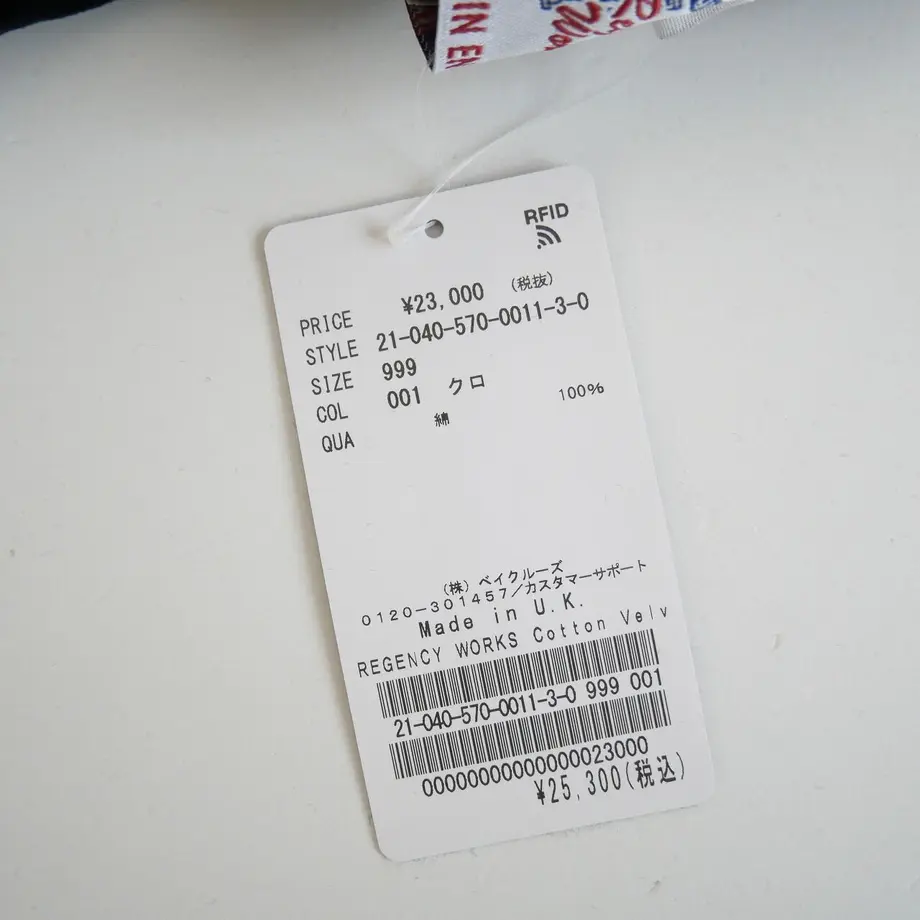 IN EN
RFID
PRICE ¥23,000 (税抜)
STYLE 21-040-570-0011-3-0
SIZE 999
COL 001 クロ
QUA 綿 100%
(株)ベイクルーズ
0120-301457/カスタマーサポート
Made in U.K.
REGENCY WORKS Cotton Velv
21-040-570-0011-3-0 999 001
00000000000000023000
¥25,300(税込)